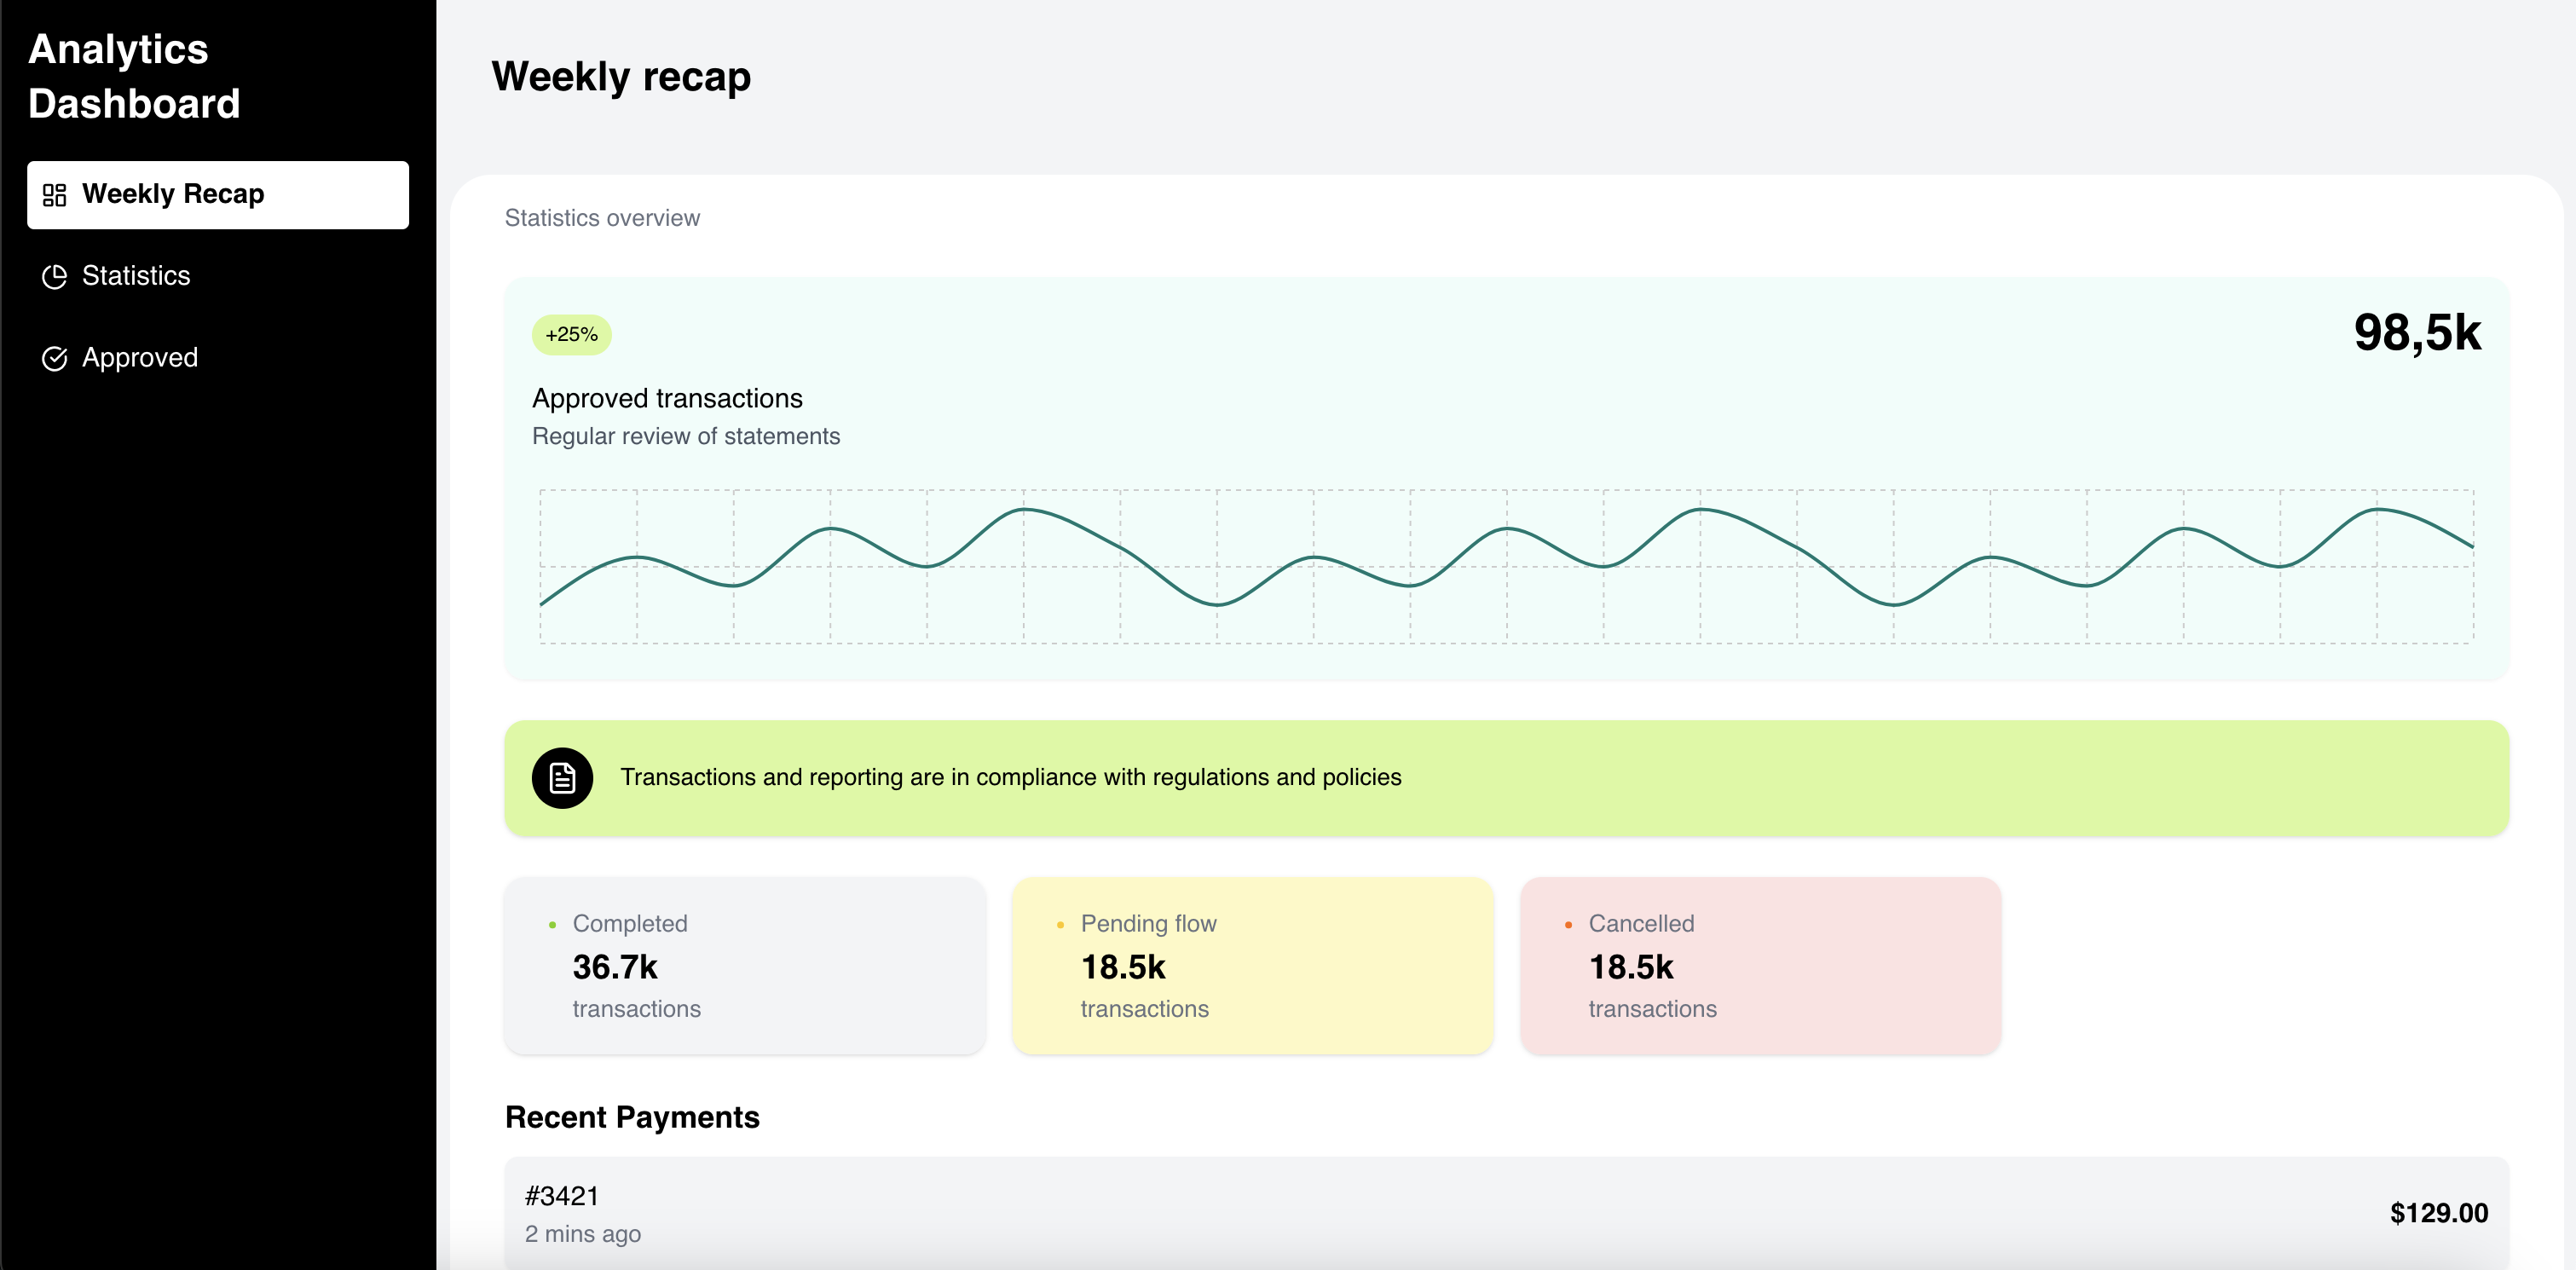 Analytics
Dashboard
Weekly Recap
Statistics
Approved
Weekly recap
Statistics overview
+25%
98,5k
Approved transactions
Regular review of statements
Transactions and reporting are in compliance with regulations and policies
Completed
36.7k
transactions
Pending flow
18.5k
transactions
Cancelled
18.5k
transactions
Recent Payments
#3421
2 mins ago
$129.00